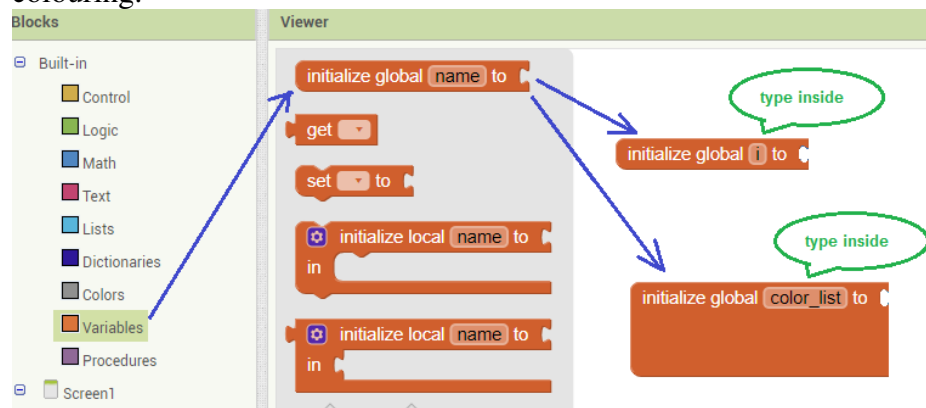 colouring.
Blocks
Viewer
Built-in
Control
Logic
Math
Text
Lists
Dictionaries
Colors
Variables
Procedures
Screen1
initialize global name to
get
set to
initialize local name to
in
initialize local name to
in
type inside
initialize global i to
type inside
initialize global color_list to